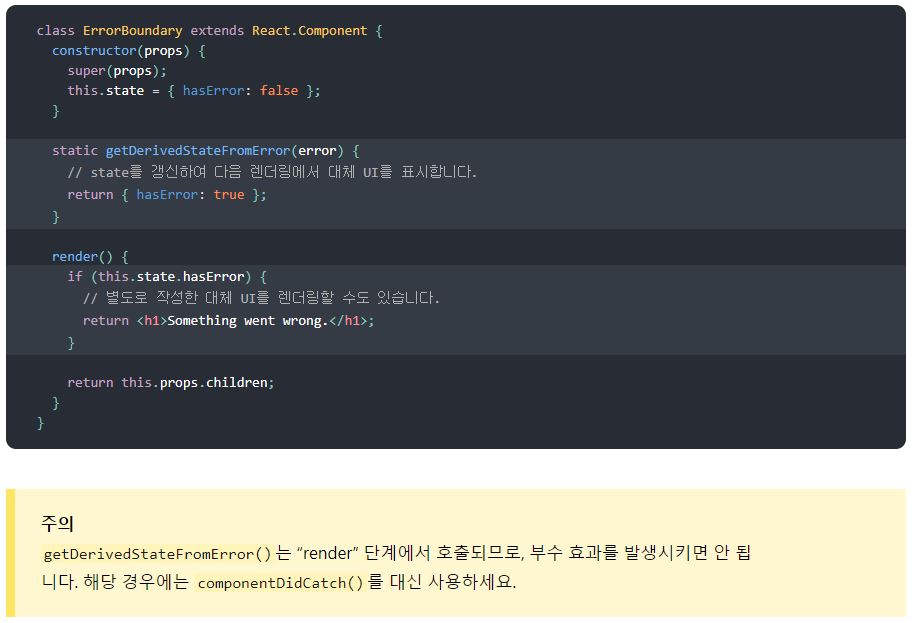 class ErrorBoundary extends React.Component {
  constructor(props) {
    super(props);
    this.state = { hasError: false };
  }

  static getDerivedStateFromError(error) {
    // state를 갱신하여 다음 렌더링에서 대체 UI를 표시합니다.
    return { hasError: true };
  }

  render() {
    if (this.state.hasError) {
      // 별도로 작성한 대체 UI를 렌더링할 수도 있습니다.
      return <h1>Something went wrong.</h1>;
    }

    return this.props.children;
  }
}

주의
getDerivedStateFromError()는 “render” 단계에서 호출되므로, 부수 효과를 발생시키면 안 됩
니다. 해당 경우에는 componentDidCatch()를 대신 사용하세요.